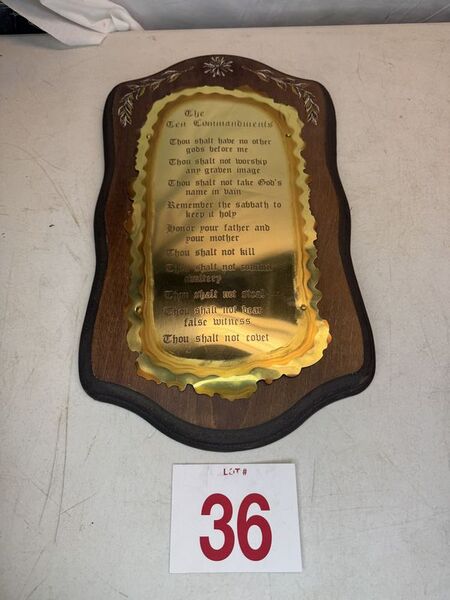 The
Ten Commandments
Thou shalt have no other
gods before me
Thou shalt not worship
any graven image
Thou shalt not take God's
name in vain
Remember the sabbath to
keep it holy
Honor your father and
your mother
Thou shalt not kill
Thou shalt not commit
adultery
Thou shalt not steal
Thou shalt not bear
false witness
Thou shalt not covet
LOT #
36